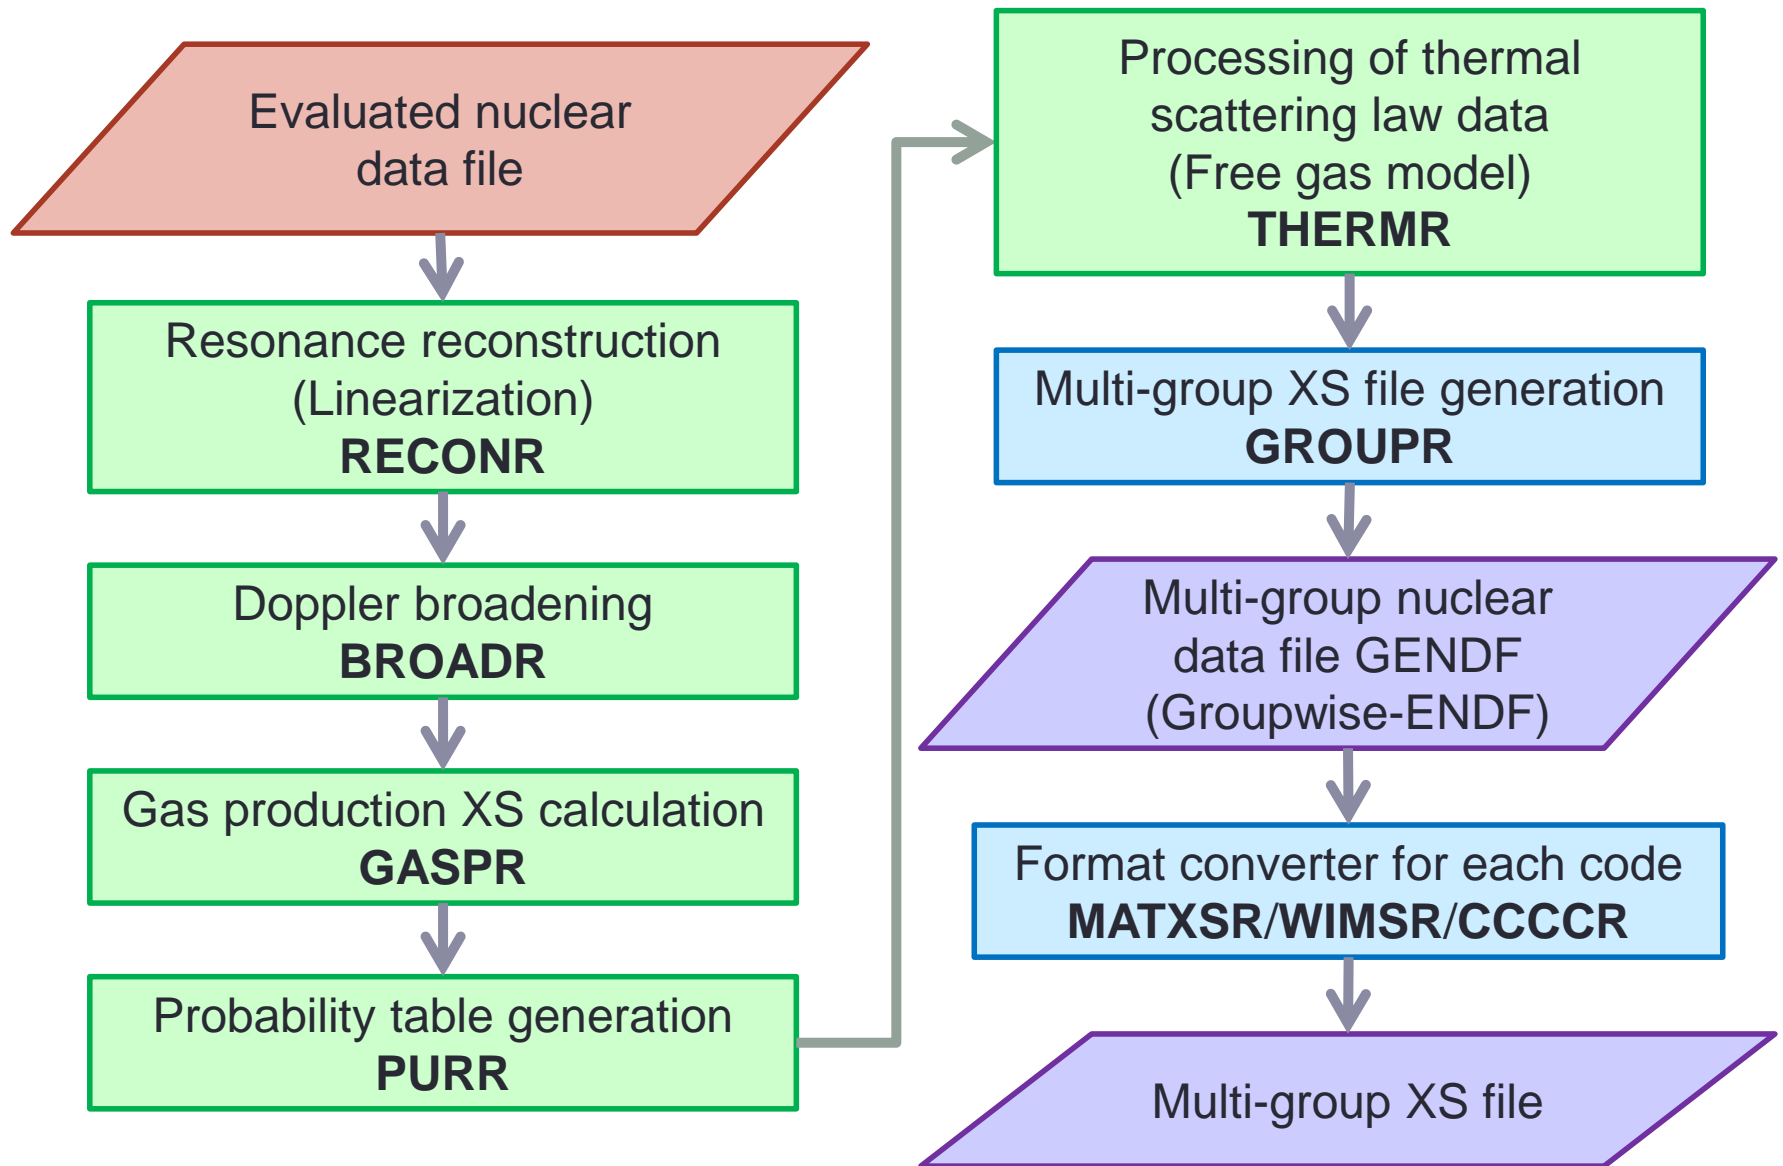 Evaluated nuclear
data file
Resonance reconstruction
(Linearization)
RECONR
Doppler broadening
BROADR
Gas production XS calculation
GASPR
Probability table generation
PURR
Processing of thermal
scattering law data
(Free gas model)
THERMR
Multi-group XS file generation
GROUPR
Multi-group nuclear
data file GENDF
(Groupwise-ENDF)
Format converter for each code
MATXSR/WIMSR/CCCCR
Multi-group XS file